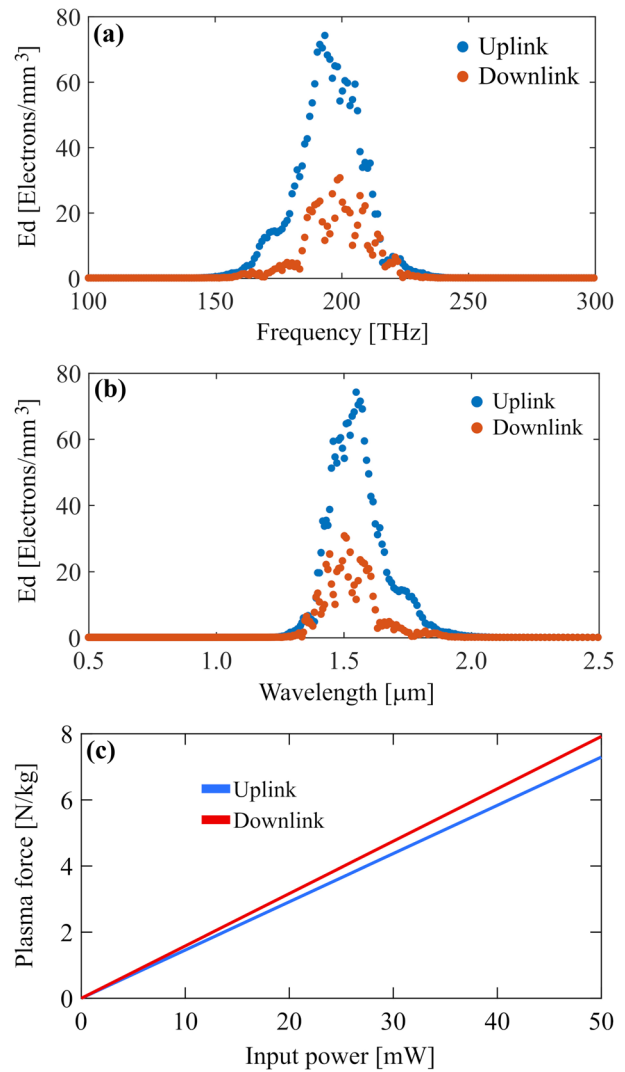 (a)
Uplink
Downlink
Ed [Electrons/mm³]
80
60
40
20
0
100 150 200 250 300
Frequency [THz]
(b)
Uplink
Downlink
Ed [Electrons/mm³]
80
60
40
20
0
0.5 1.0 1.5 2.0 2.5
Wavelength [μm]
(c)
Uplink
Downlink
Plasma force [N/kg]
8
6
4
2
0
0 10 20 30 40 50
Input power [mW]